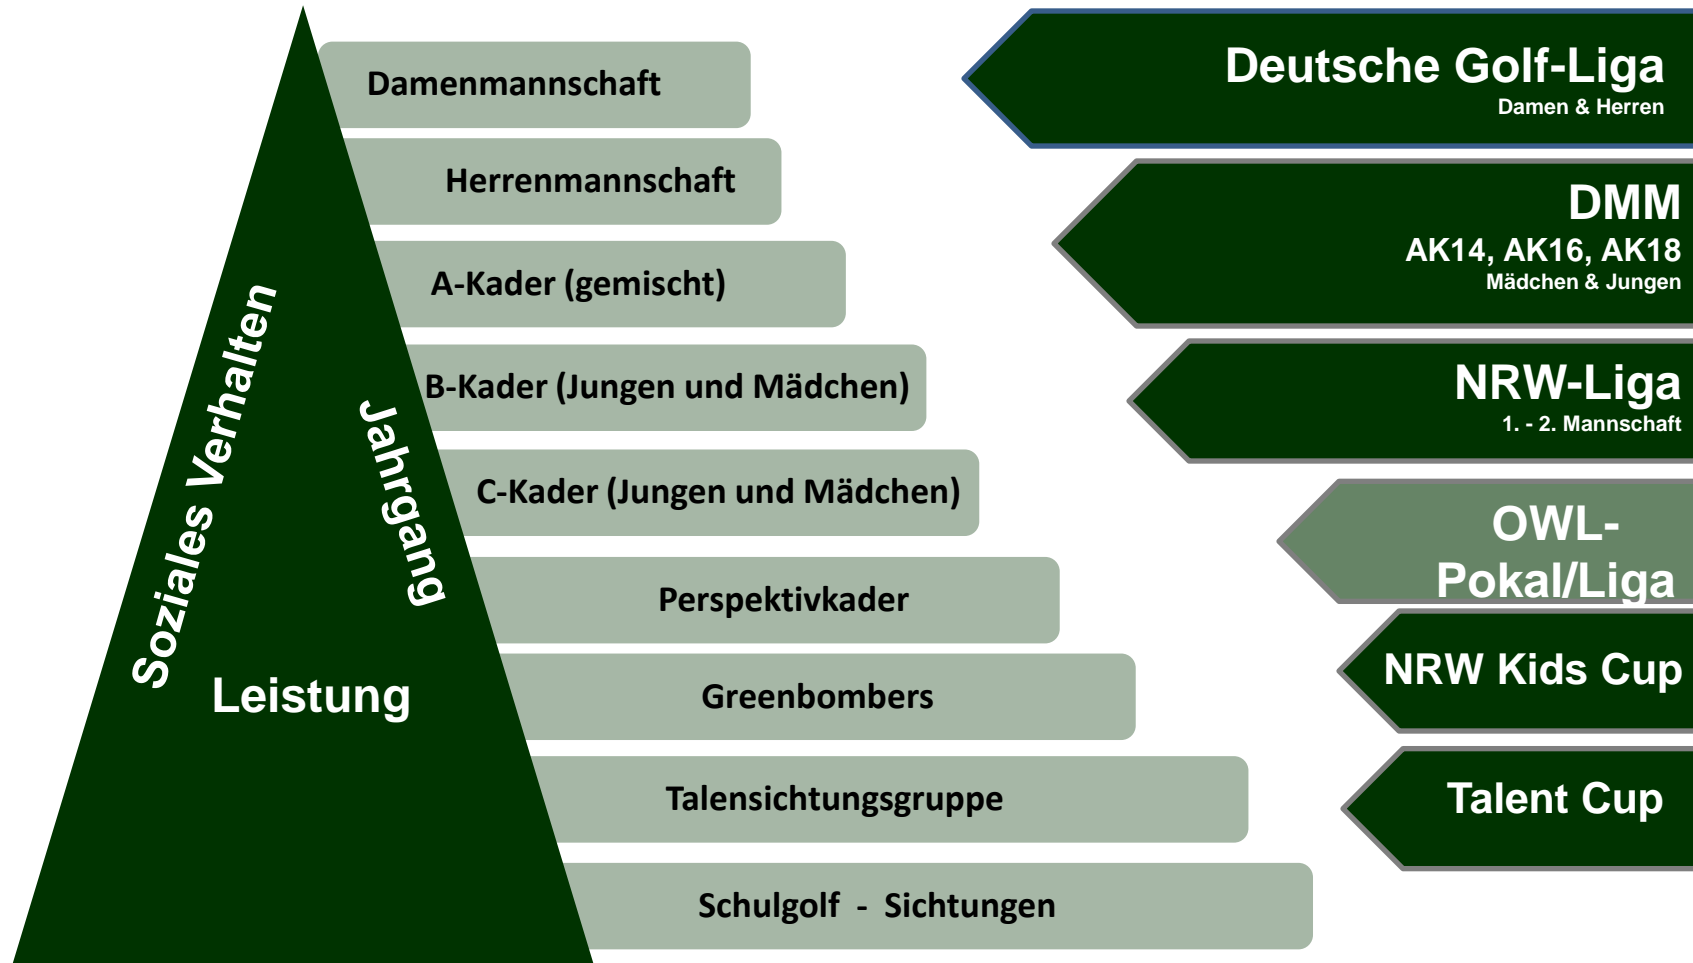 Soziales Verhalten
Jahrgang
Leistung
Damenmannschaft
Herrenmannschaft
A-Kader (gemischt)
B-Kader (Jungen und Mädchen)
C-Kader (Jungen und Mädchen)
Perspektivkader
Greenbombers
Talensichtungsgruppe
Schulgolf - Sichtungen
Deutsche Golf-Liga
Damen & Herren
DMM
AK14, AK16, AK18
Mädchen & Jungen
NRW-Liga
1. - 2. Mannschaft
OWL-
Pokal/Liga
NRW Kids Cup
Talent Cup